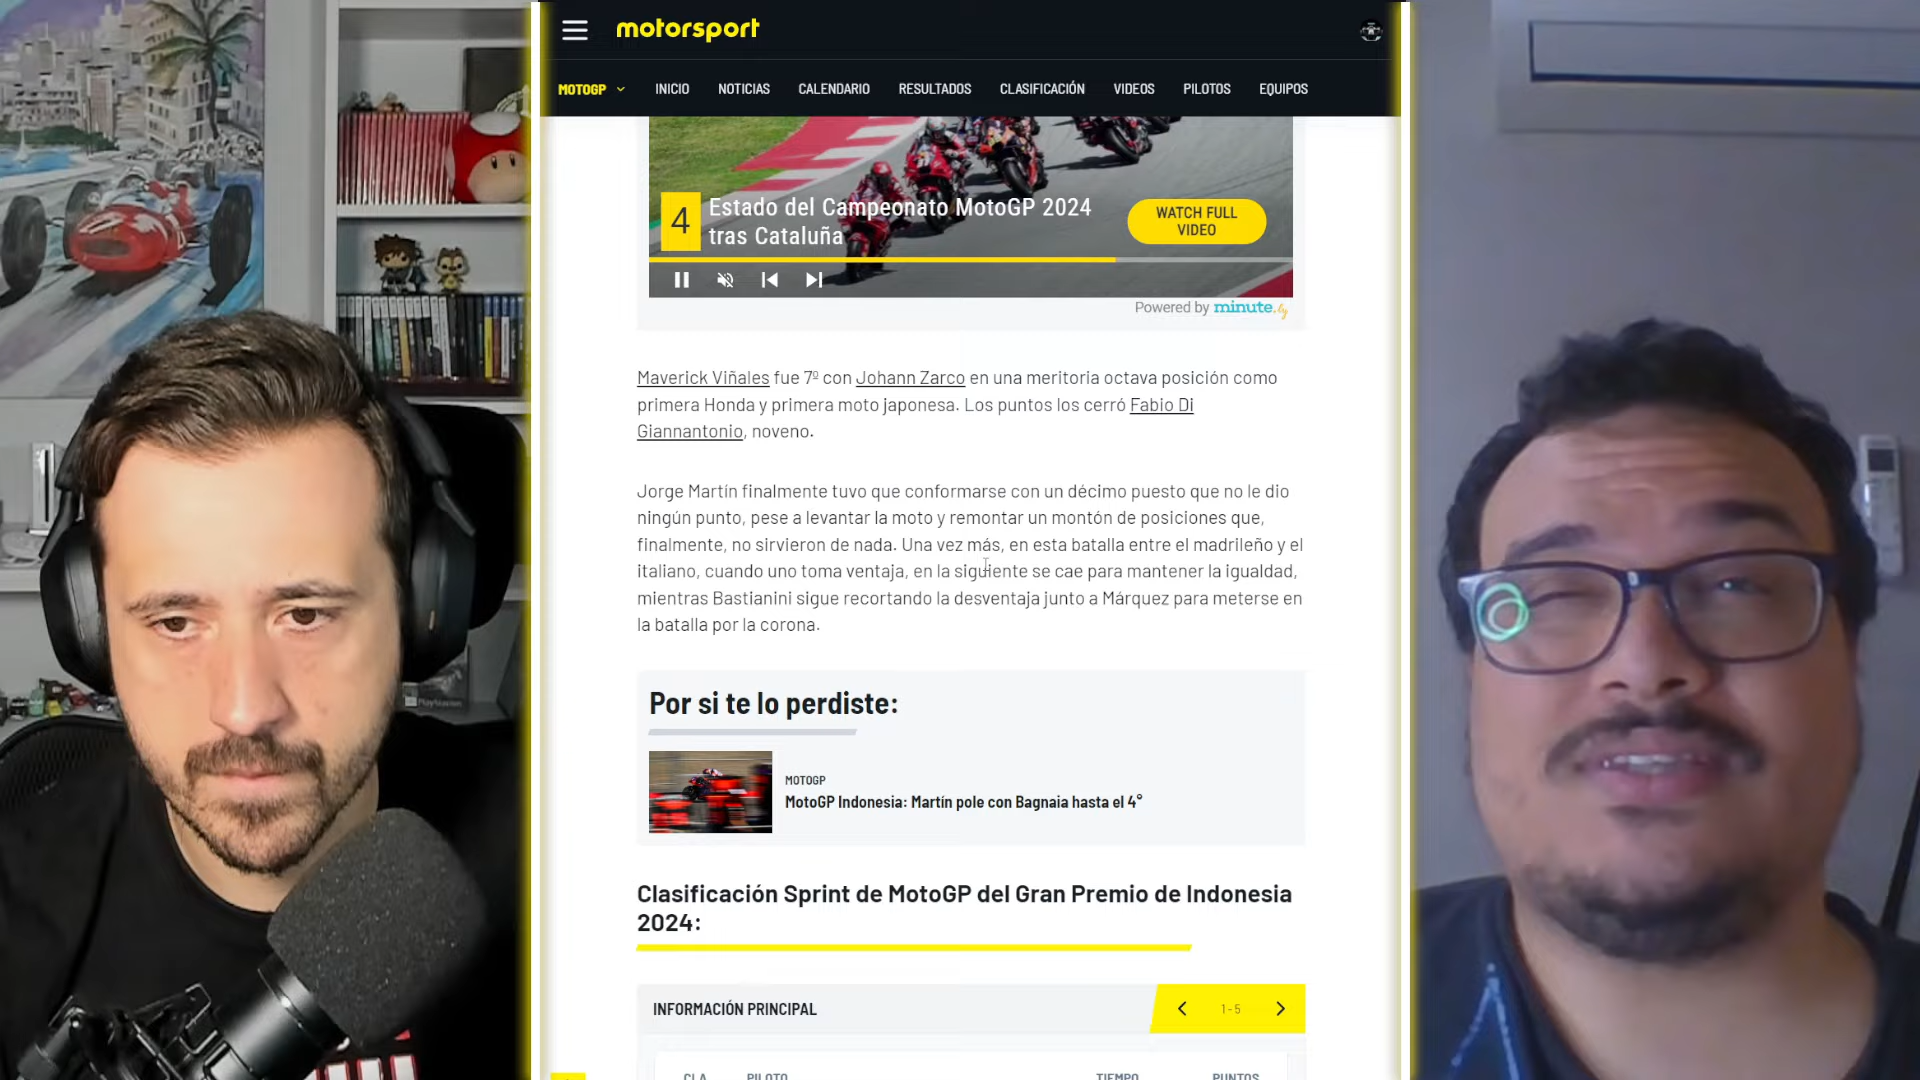 motorsport
MOTOGP INICIO NOTICIAS CALENDARIO RESULTADOS CLASIFICACIÓN VIDEOS PILOTOS EQUIPOS
4
Estado del Campeonato MotoGP 2024
tras Cataluña
WATCH FULL
VIDEO
Powered by minute.ly
Maverick Viñales fue 7º con Johann Zarco en una meritoria octava posición como
primera Honda y primera moto japonesa. Los puntos los cerró Fabio Di
Giannantonio, noveno.
Jorge Martín finalmente tuvo que conformarse con un décimo puesto que no le dio
ningún punto, pese a levantar la moto y remontar un montón de posiciones que,
finalmente, no sirvieron de nada. Una vez más, en esta batalla entre el madrileño y el
italiano, cuando uno toma ventaja, en la siguiente se cae para mantener la igualdad,
mientras Bastianini sigue recortando la desventaja junto a Márquez para meterse en
la batalla por la corona.
Por si te lo perdiste:
MOTOGP
MotoGP Indonesia: Martín pole con Bagnaia hasta el 4°
Clasificación Sprint de MotoGP del Gran Premio de Indonesia
2024:
INFORMACIÓN PRINCIPAL
1 - 5
CLA PILOTO TIEMPO PUNTOS